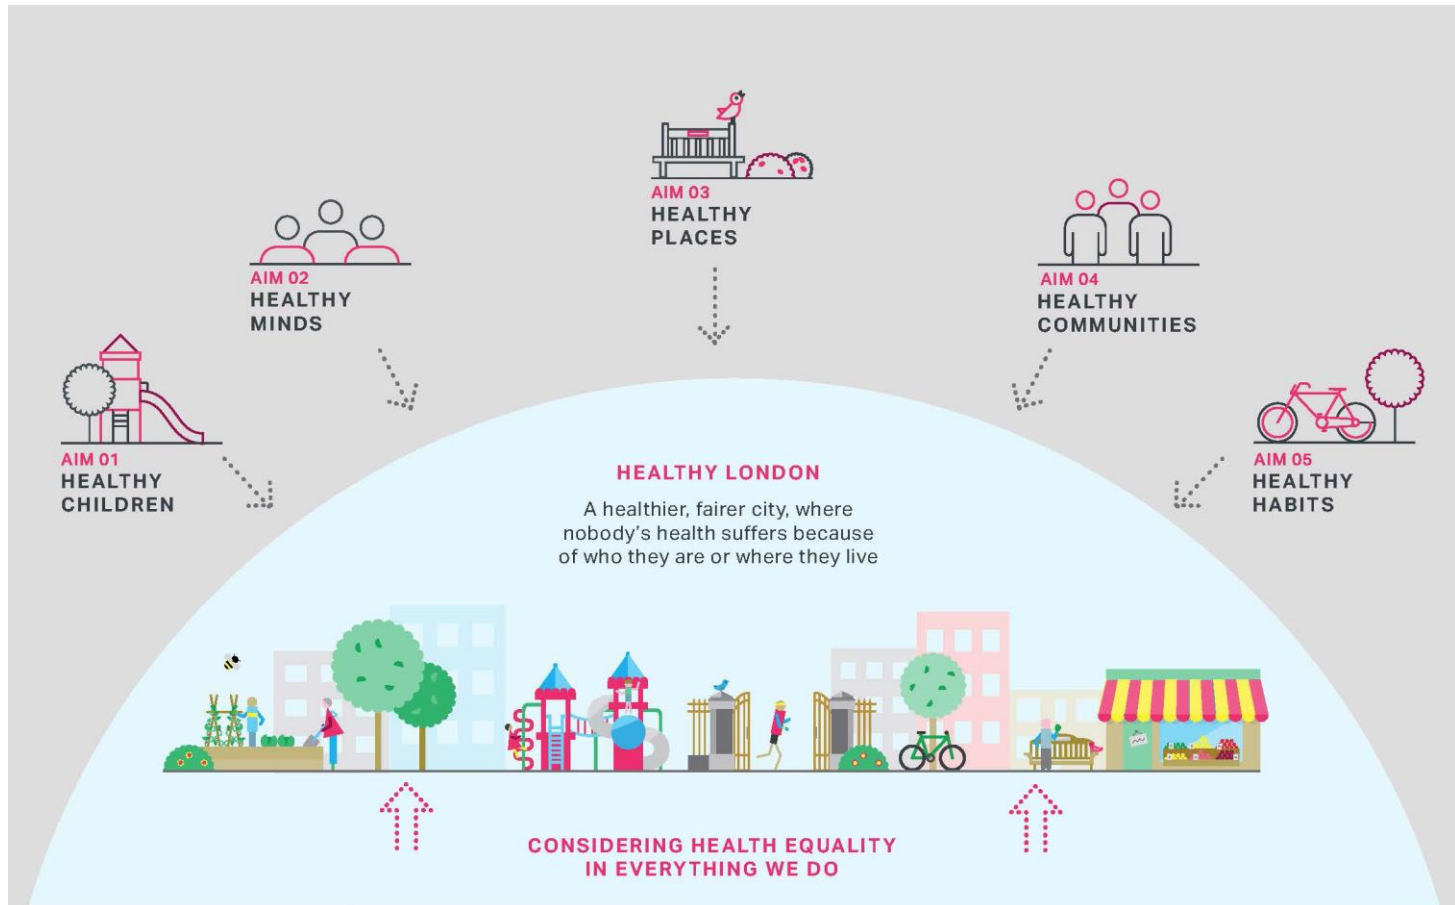 AIM 01
HEALTHY
CHILDREN
AIM 02
HEALTHY
MINDS
AIM 03
HEALTHY
PLACES
AIM 04
HEALTHY
COMMUNITIES
AIM 05
HEALTHY
HABITS
HEALTHY LONDON
A healthier, fairer city, where
nobody's health suffers because
of who they are or where they live
CONSIDERING HEALTH EQUALITY
IN EVERYTHING WE DO